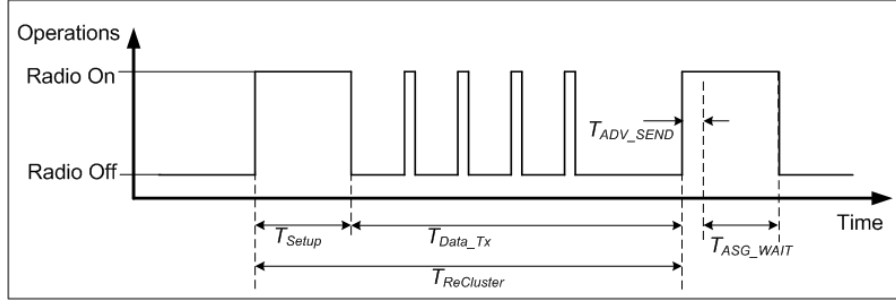 Operations
Radio On
T_ADV_SEND
Radio Off
Time
T_Setup
T_Data_Tx
T_ASG_WAIT
T_ReCluster